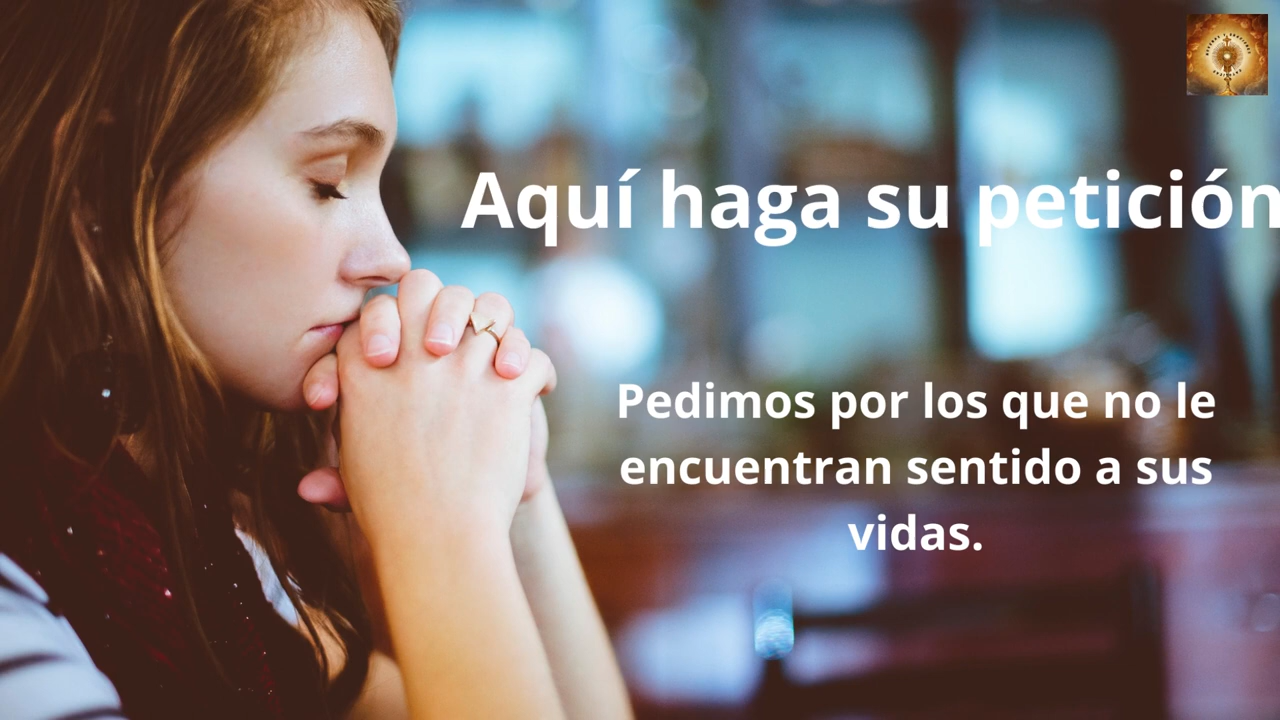 Aquí haga su petición
Pedimos por los que no le
encuentran sentido a sus
vidas.